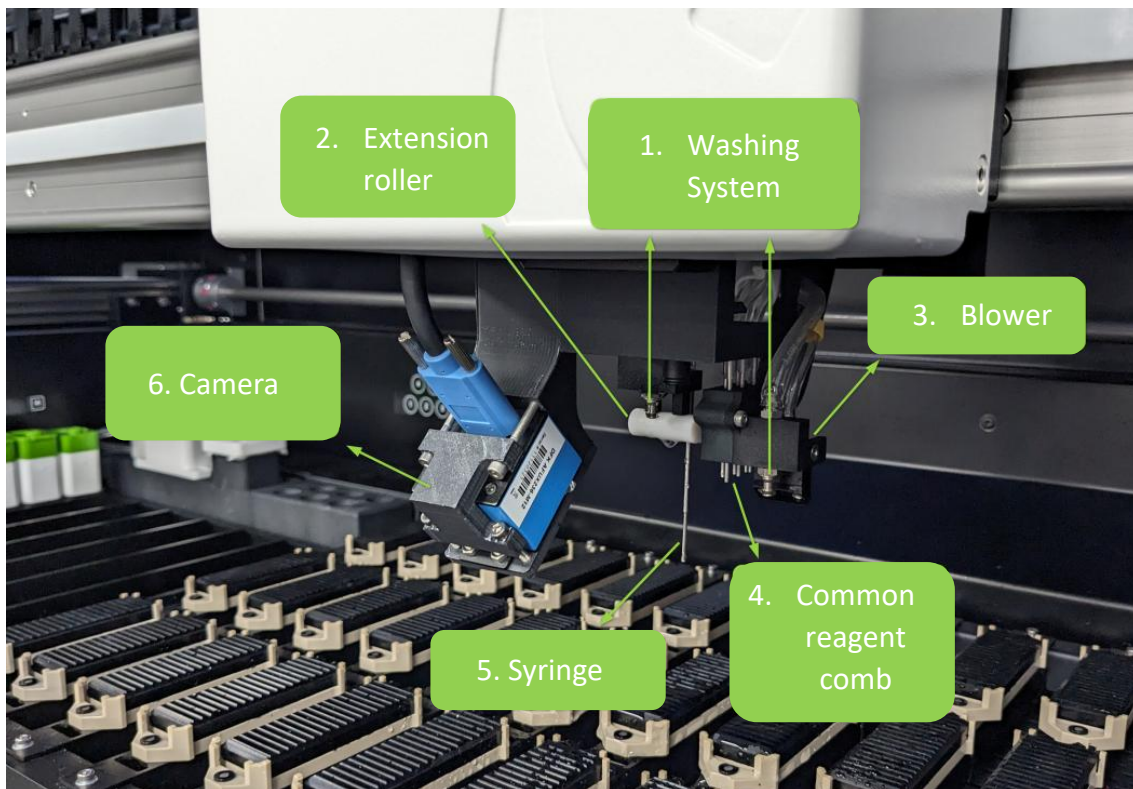 2. Extension
roller
1. Washing
System
3. Blower
6. Camera
4. Common
reagent
comb
5. Syringe